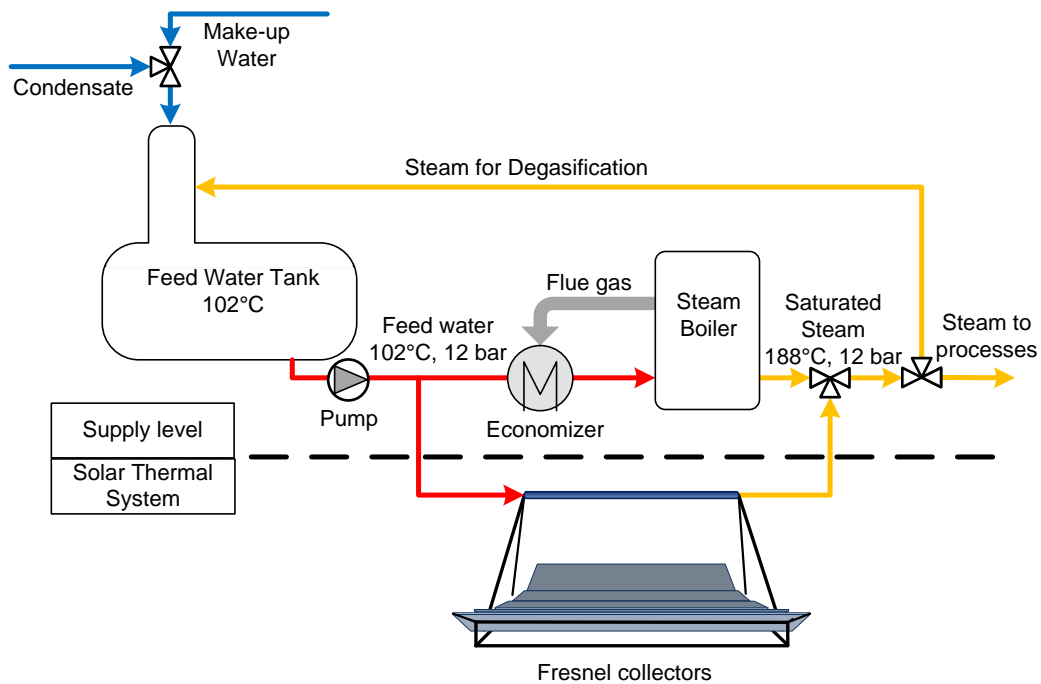 Make-up
Water
Condensate
Steam for Degasification
Feed Water Tank
102°C
Flue gas
Steam
Boiler
Saturated
Steam
188°C, 12 bar
Steam to
processes
Feed water
102°C, 12 bar
Pump
Economizer
Supply level
Solar Thermal
System
Fresnel collectors